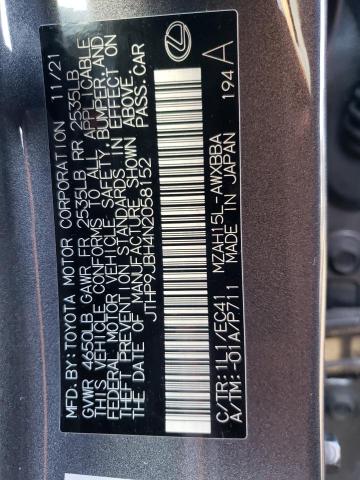 MFD. BY: TOYOTA MOTOR CORPORATION 11/21
GVWR 4650LB GAWR FR 2535LB RR 2535LB
THIS VEHICLE CONFORMS TO ALL APPLICABLE
FEDERAL MOTOR VEHICLE SAFETY, BUMPER, AND
THEFT PREVENTION STANDARDS IN EFFECT ON
THE DATE OF MANUFACTURE SHOWN ABOVE.
JTHP9JBH4N2058152 PASS. CAR
C/TR: 1L1/EC41 MZAH15L-AWXBBA
A/TM: -01A/P711 MADE IN JAPAN 194 A